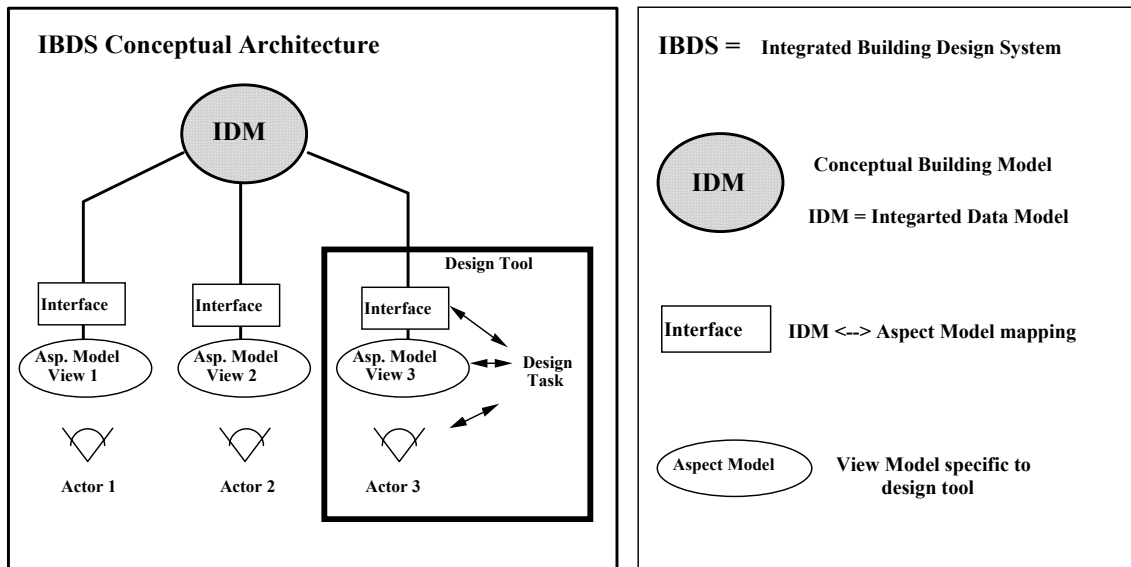 IBDS Conceptual Architecture
IDM
Design Tool
Interface
Interface
Interface
Asp. Model
View 1
Asp. Model
View 2
Asp. Model
View 3
Design
Task
Actor 1
Actor 2
Actor 3
IBDS = Integrated Building Design System
IDM
Conceptual Building Model
IDM = Integarted Data Model
Interface
IDM <--> Aspect Model mapping
Aspect Model
View Model specific to
design tool